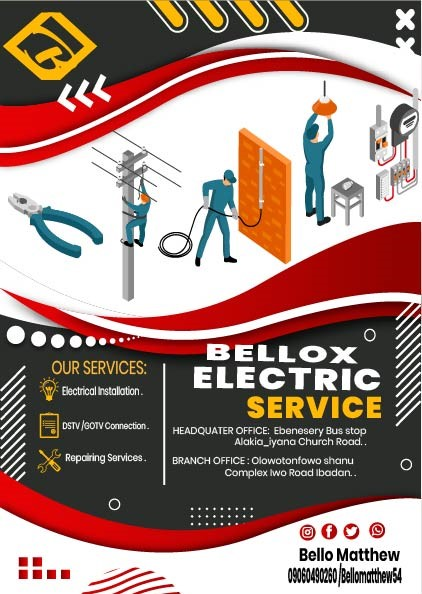 OUR SERVICES:
Electrical Installation .
DSTV /GOTV Connection .
Repairing Services .
BELLOX
ELECTRIC
SERVICE
HEADQUATER OFFICE: Ebenesery Bus stop
Alakia_iyana Church Road. .
BRANCH OFFICE : Olowotonfowo shanu
Complex Iwo Road Ibadan. .
Bello Matthew
09060490260 /Bellomatthew54